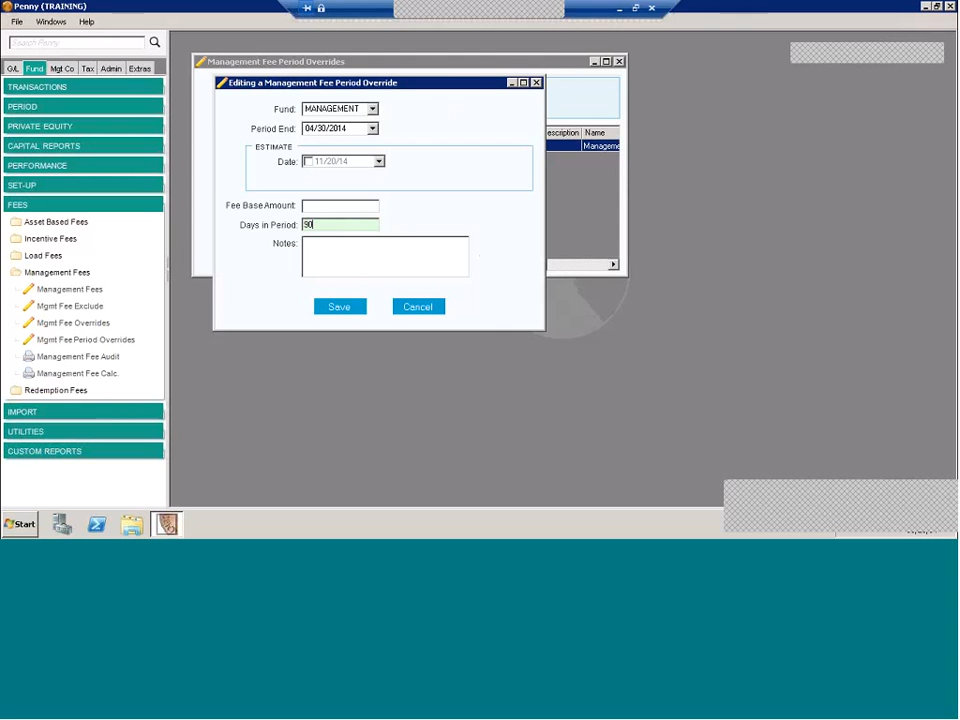 Penny (TRAINING)
File Windows Help
Search Penny
G/L Fund Mgt Co Tax Admin Extras
TRANSACTIONS
PERIOD
PRIVATE EQUITY
CAPITAL REPORTS
PERFORMANCE
SET-UP
FEES
Asset Based Fees
Incentive Fees
Load Fees
Management Fees
Management Fees
Mgmt Fee Exclude
Mgmt Fee Overrides
Mgmt Fee Period Overrides
Management Fee Audit
Management Fee Calc.
Redemption Fees
IMPORT
UTILITIES
CUSTOM REPORTS
Management Fee Period Overrides
escription Name
Manageme
Editing a Management Fee Period Override
Fund: MANAGEMENT
Period End: 04/30/2014
ESTIMATE
Date: 11/20/14
Fee Base Amount:
Days in Period: 90
Notes:
Save Cancel
Start